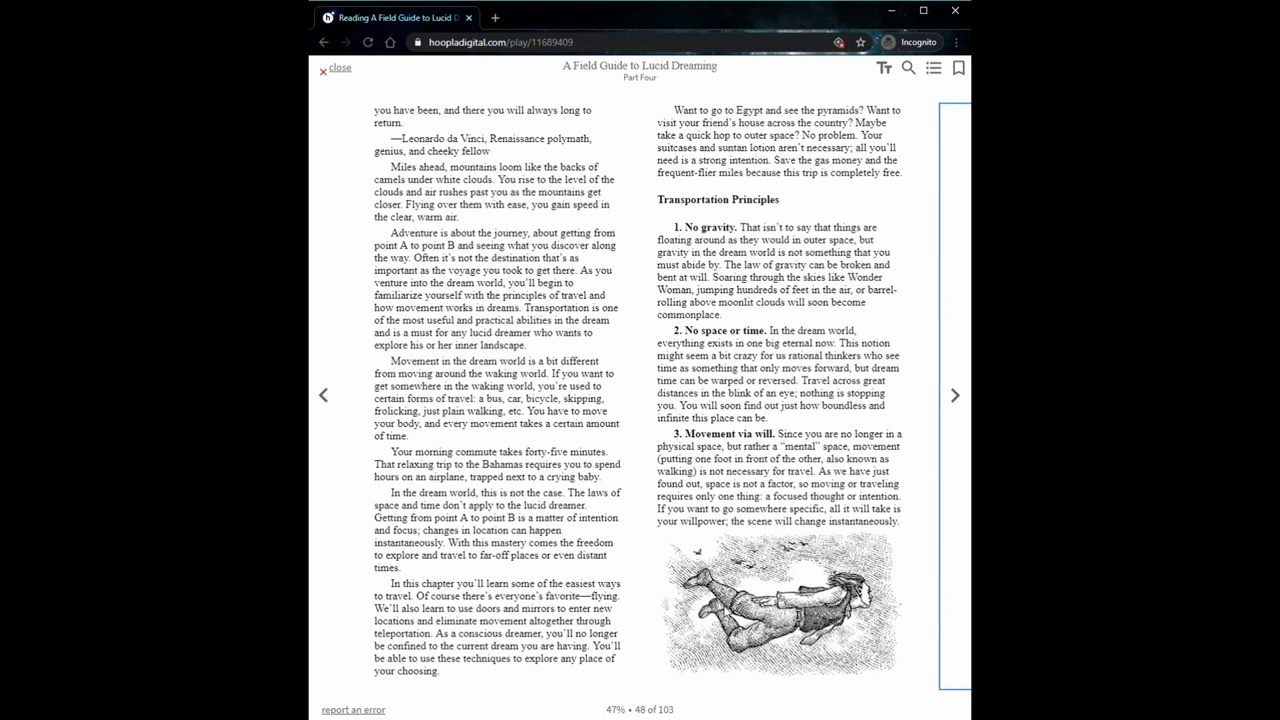 Reading A Field Guide to Lucid D
hoopladigital.com/play/11689409
Incognito
close
A Field Guide to Lucid Dreaming
Part Four
you have been, and there you will always long to
return.
—Leonardo da Vinci, Renaissance polymath,
genius, and cheeky fellow
Miles ahead, mountains loom like the backs of
camels under white clouds. You rise to the level of the
clouds and air rushes past you as the mountains get
closer. Flying over them with ease, you gain speed in
the clear, warm air.
Adventure is about the journey, about getting from
point A to point B and seeing what you discover along
the way. Often it’s not the destination that’s as
important as the voyage you took to get there. As you
venture into the dream world, you’ll begin to
familiarize yourself with the principles of travel and
how movement works in dreams. Transportation is one
of the most useful and practical abilities in the dream
and is a must for any lucid dreamer who wants to
explore his or her inner landscape.
Movement in the dream world is a bit different
from moving around the waking world. If you want to
get somewhere in the waking world, you’re used to
certain forms of travel: a bus, car, bicycle, skipping,
frolicking, just plain walking, etc. You have to move
your body, and every movement takes a certain amount
of time.
Your morning commute takes forty-five minutes.
That relaxing trip to the Bahamas requires you to spend
hours on an airplane, trapped next to a crying baby.
In the dream world, this is not the case. The laws of
space and time don’t apply to the lucid dreamer.
Getting from point A to point B is a matter of intention
and focus; changes in location can happen
instantaneously. With this mastery comes the freedom
to explore and travel to far-off places or even distant
times.
In this chapter you’ll learn some of the easiest ways
to travel. Of course there’s everyone’s favorite—flying.
We’ll also learn to use doors and mirrors to enter new
locations and eliminate movement altogether through
teleportation. As a conscious dreamer, you’ll no longer
be confined to the current dream you are having. You’ll
be able to use these techniques to explore any place of
your choosing.
Want to go to Egypt and see the pyramids? Want to
visit your friend’s house across the country? Maybe
take a quick hop to outer space? No problem. Your
suitcases and suntan lotion aren’t necessary; all you’ll
need is a strong intention. Save the gas money and the
frequent-flier miles because this trip is completely free.
Transportation Principles
1. No gravity. That isn’t to say that things are
floating around as they would in outer space, but
gravity in the dream world is not something that you
must abide by. The law of gravity can be broken and
bent at will. Soaring through the skies like Wonder
Woman, jumping hundreds of feet in the air, or barrel-
rolling above moonlit clouds will soon become
commonplace.
2. No space or time. In the dream world,
everything exists in one big eternal now. This notion
might seem a bit crazy for us rational thinkers who see
time as something that only moves forward, but dream
time can be warped or reversed. Travel across great
distances in the blink of an eye; nothing is stopping
you. You will soon find out just how boundless and
infinite this place can be.
3. Movement via will. Since you are no longer in a
physical space, but rather a “mental” space, movement
(putting one foot in front of the other, also known as
walking) is not necessary for travel. As we have just
found out, space is not a factor, so moving or traveling
requires only one thing: a focused thought or intention.
If you want to go somewhere specific, all it will take is
your willpower; the scene will change instantaneously.
report an error
47% • 48 of 103